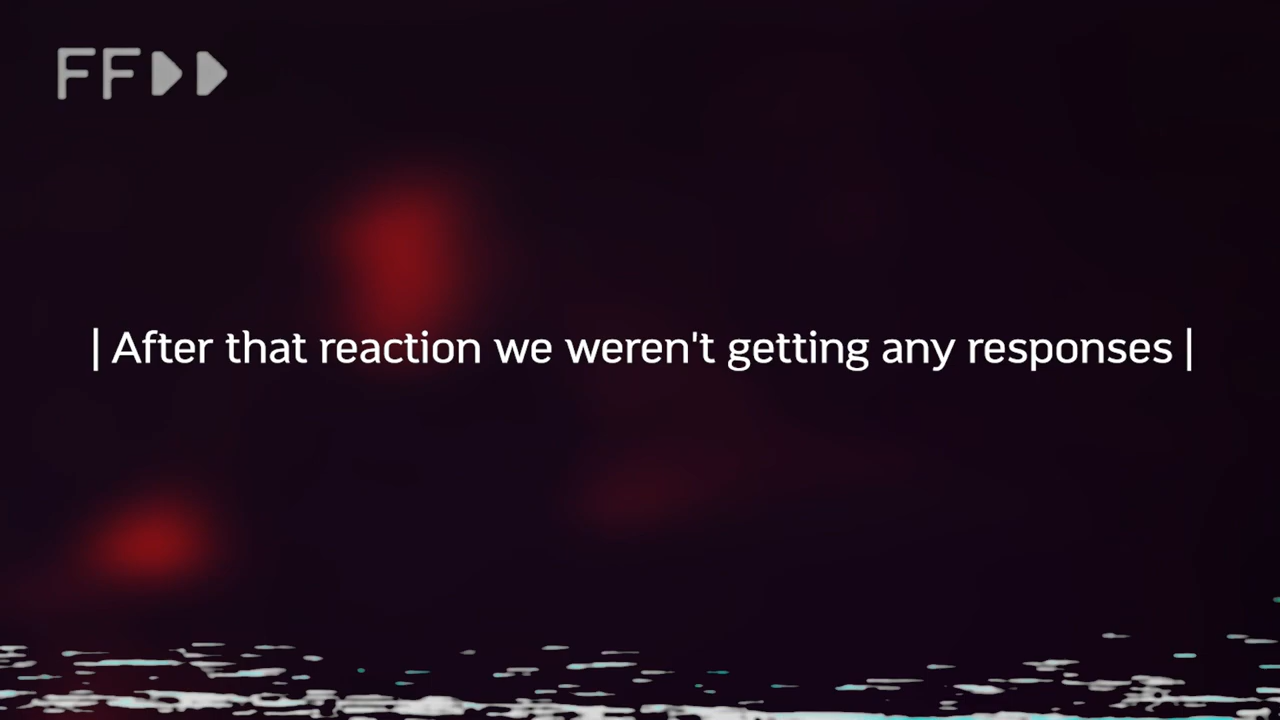 FF
| After that reaction we weren't getting any responses |